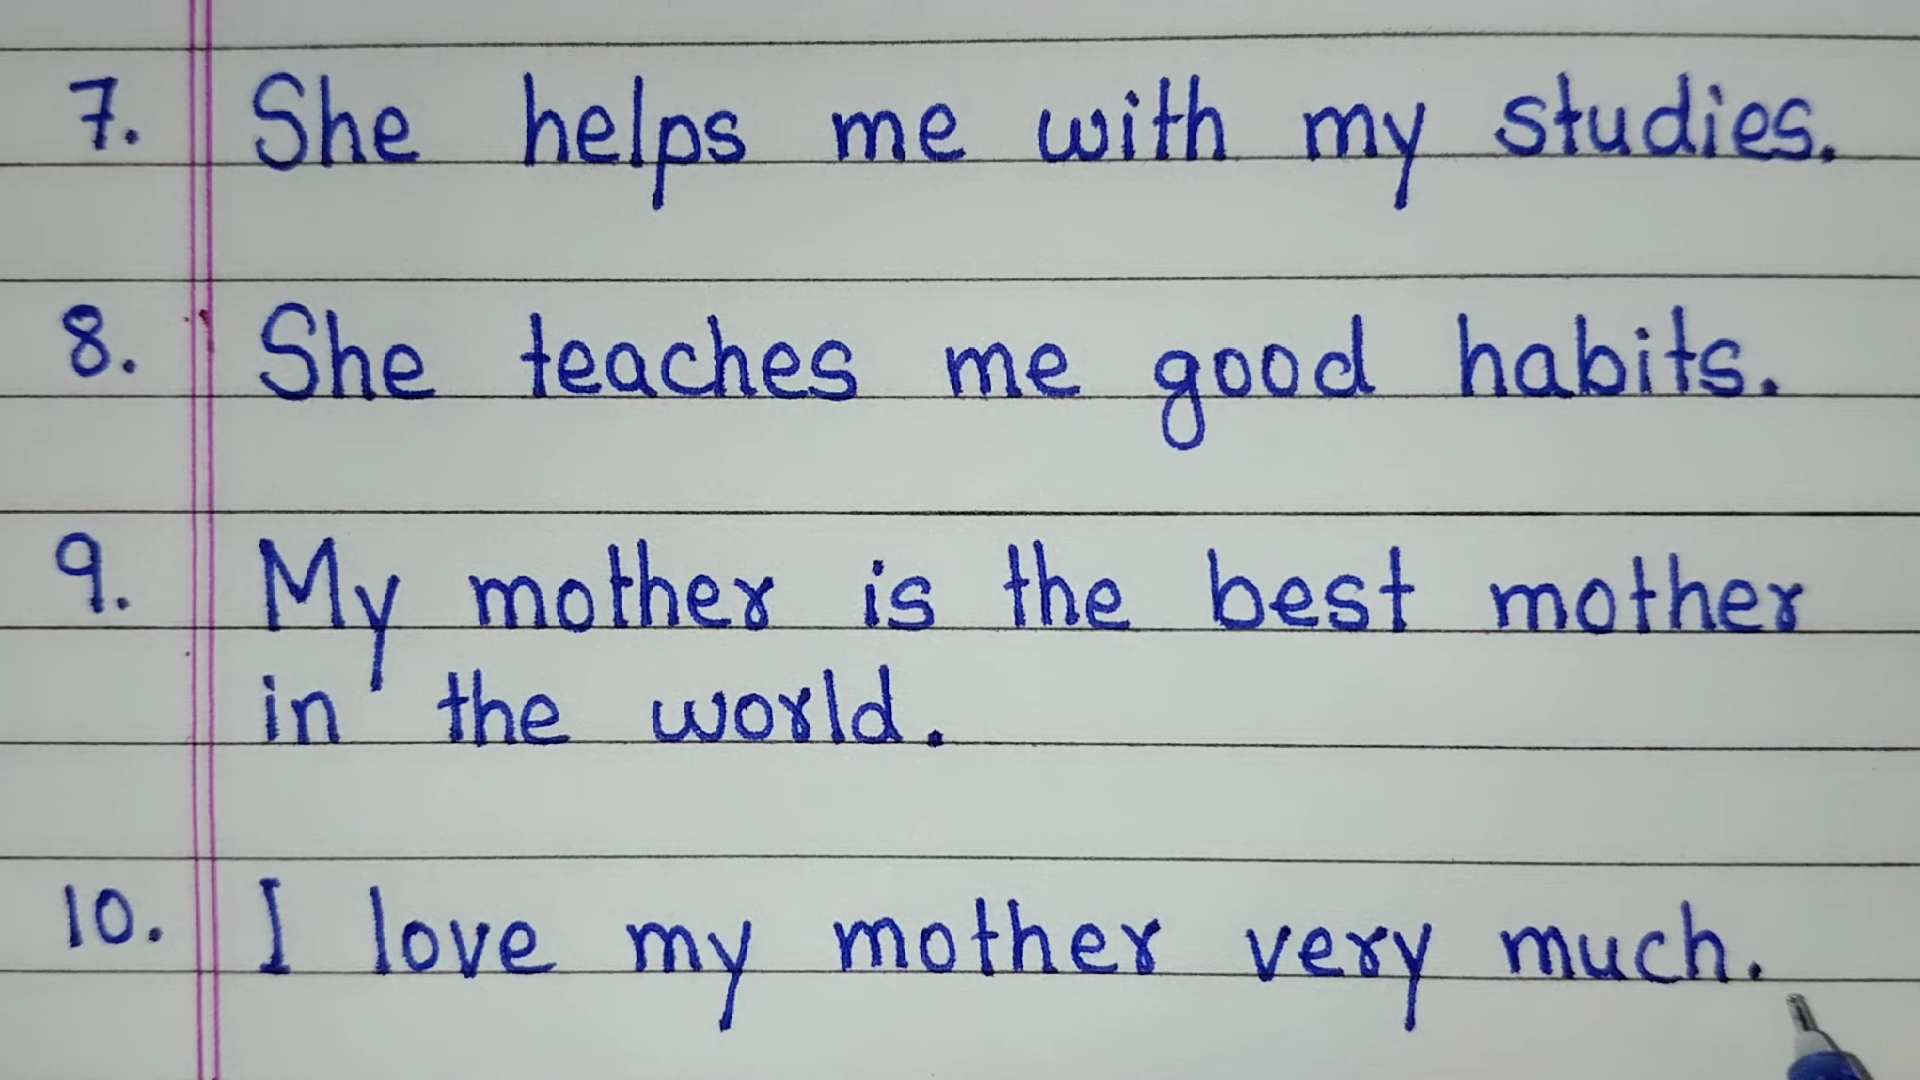 7. She helps me with my studies.
8. She teaches me good habits.
9. My mother is the best mother
in the world.
10. I love my mother very much.